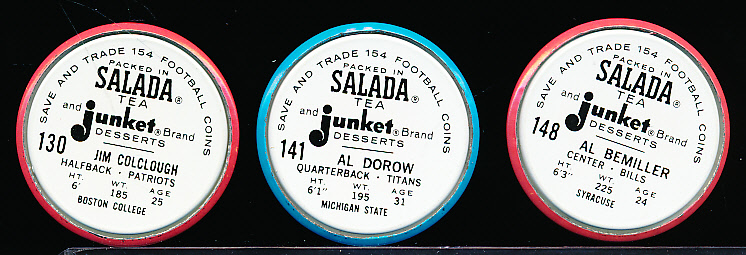 SAVE AND TRADE 154 FOOTBALL COINS
PACKED IN
SALADA®
TEA
and Junket® Brand
DESSERTS
130
JIM COLCLOUGH
HALFBACK · PATRIOTS
HT. WT. AGE
6' 185 25
BOSTON COLLEGE
SAVE AND TRADE 154 FOOTBALL COINS
PACKED IN
SALADA®
TEA
and Junket® Brand
DESSERTS
141
AL DOROW
QUARTERBACK · TITANS
HT. WT. AGE
6'1" 195 31
MICHIGAN STATE
SAVE AND TRADE 154 FOOTBALL COINS
PACKED IN
SALADA®
TEA
and Junket® Brand
DESSERTS
148
AL BEMILLER
CENTER · BILLS
HT. WT. AGE
6'3" 225 24
SYRACUSE